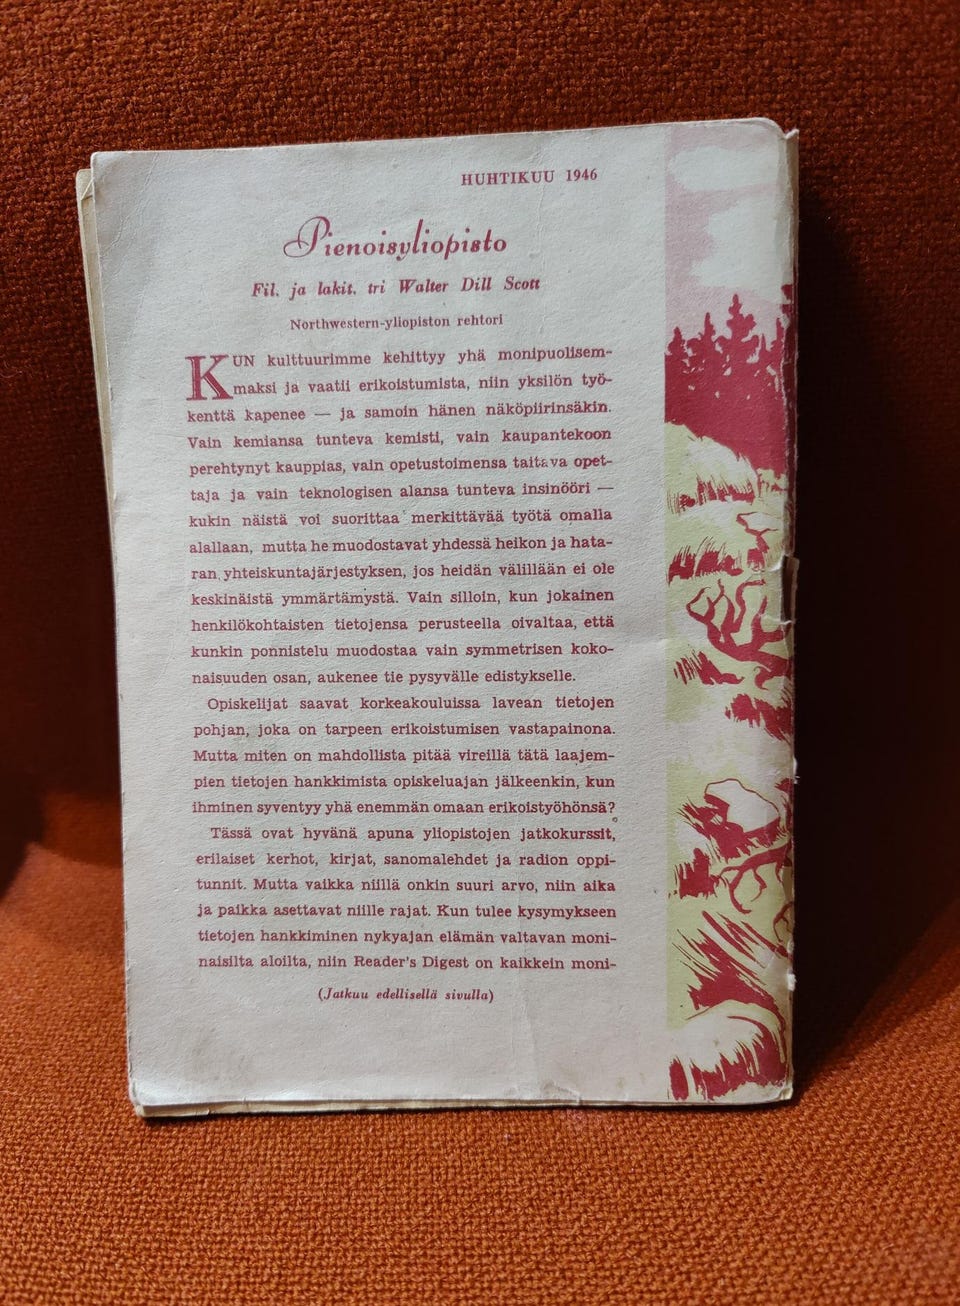 HUHTIKUU 1946
Pienoisyliopisto
Fil. ja lakit. tri Walter Dill Scott
Northwestern-yliopiston rehtori
KUN kulttuurimme kehittyy yhä monipuolisem-
maksi ja vaatii erikoistumista, niin yksilön työ-
kenttä kapenee — ja samoin hänen näköpiirinsäkin.
Vain kemiansa tunteva kemisti, vain kaupantekoon
perehtynyt kauppias, vain opetustoimensa taitava opet-
taja ja vain teknologisen alansa tunteva insinööri —
kukin näistä voi suorittaa merkittävää työtä omalla
alallaan, mutta he muodostavat yhdessä heikon ja hata-
ran yhteiskuntajärjestyksen, jos heidän välillään ei ole
keskinäistä ymmärtämystä. Vain silloin, kun jokainen
henkilökohtaisten tietojensa perusteella oivaltaa, että
kunkin ponnistelu muodostaa vain symmetrisen koko-
naisuuden osan, aukenee tie pysyvälle edistykselle.
Opiskelijat saavat korkeakouluissa lavean tietojen
pohjan, joka on tarpeen erikoistumisen vastapainona.
Mutta miten on mahdollista pitää vireillä tätä laajem-
pien tietojen hankkimista opiskeluajan jälkeenkin, kun
ihminen syventyy yhä enemmän omaan erikoistyöhönsä?
Tässä ovat hyvänä apuna yliopistojen jatkokurssit,
erilaiset kerhot, kirjat, sanomalehdet ja radion oppi-
tunnit. Mutta vaikka niillä onkin suuri arvo, niin aika
ja paikka asettavat niille rajat. Kun tulee kysymykseen
tietojen hankkiminen nykyajan elämän valtavan moni-
naisilta aloilta, niin Reader's Digest on kaikkein moni-
(Jatkuu edellisellä sivulla)